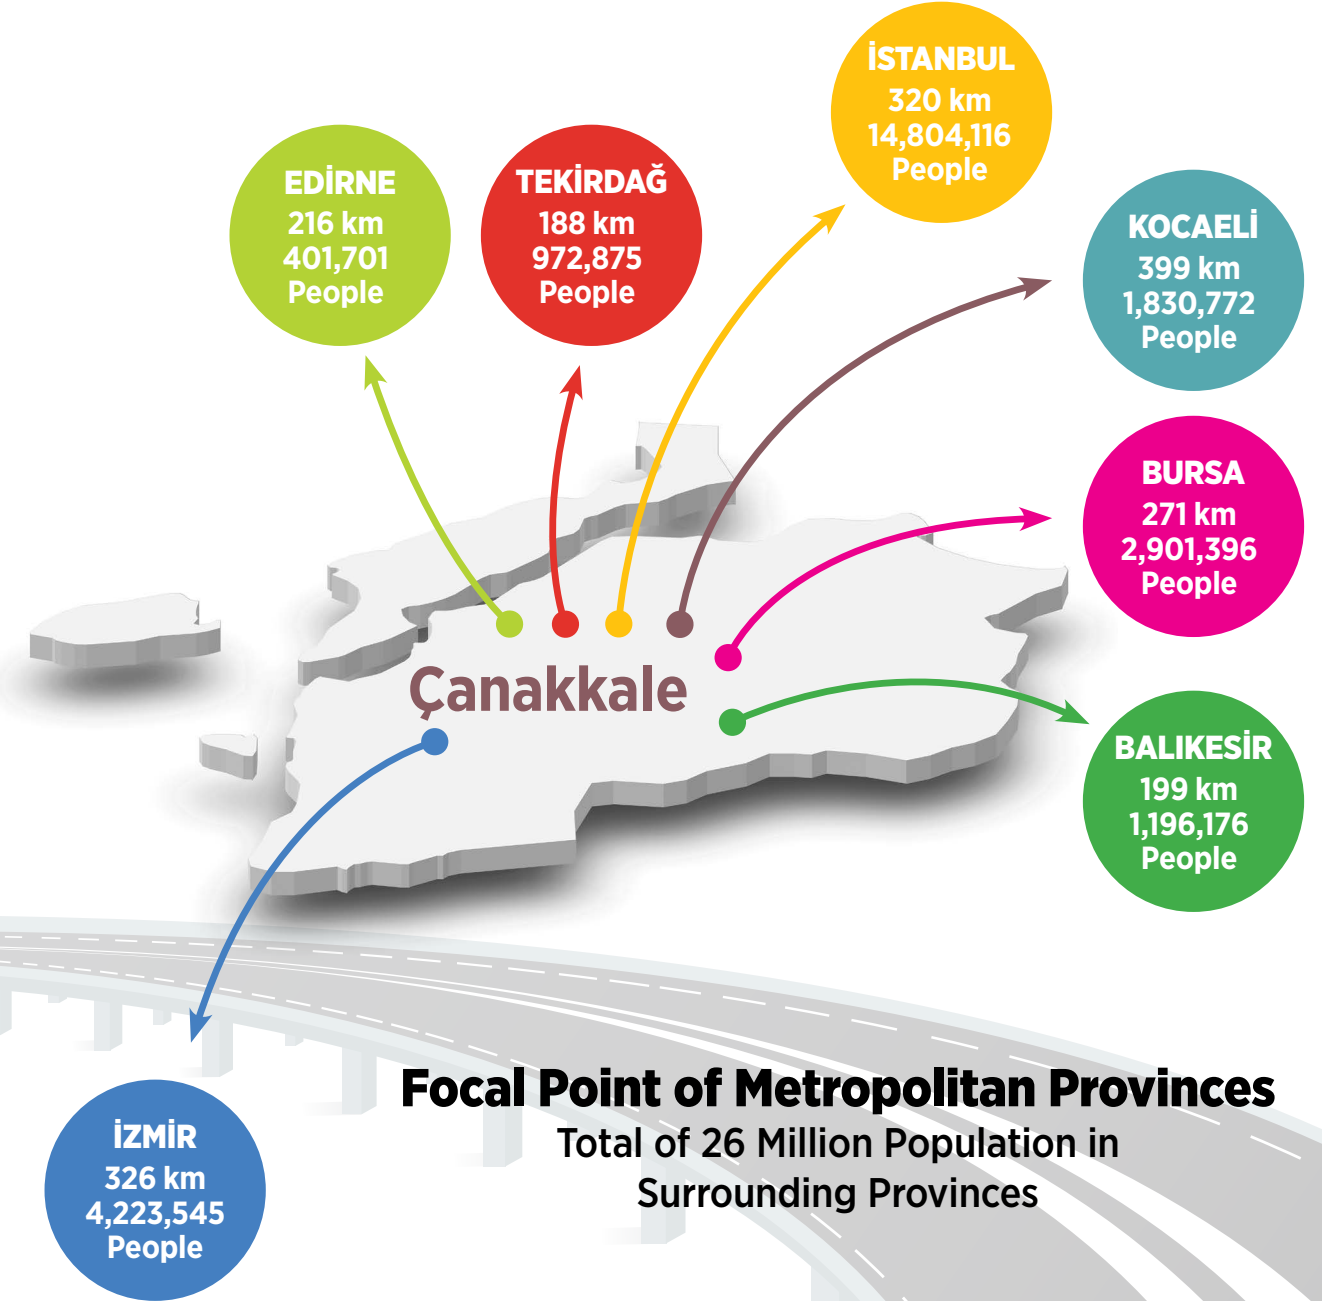 İSTANBUL
320 km
14,804,116
People
EDİRNE
216 km
401,701
People
TEKİRDAĞ
188 km
972,875
People
KOCAELİ
399 km
1,830,772
People
BURSA
271 km
2,901,396
People
Çanakkale
BALIKESİR
199 km
1,196,176
People
İZMİR
326 km
4,223,545
People
Focal Point of Metropolitan Provinces
Total of 26 Million Population in
Surrounding Provinces